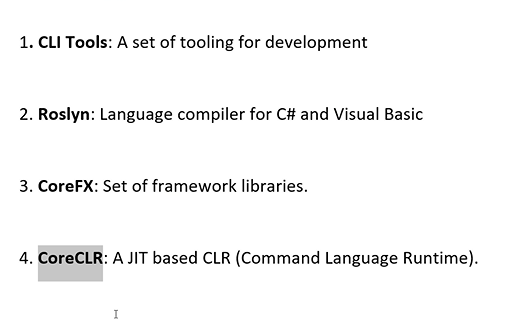 1. CLI Tools: A set of tooling for development
2. Roslyn: Language compiler for C# and Visual Basic
3. CoreFX: Set of framework libraries.
4. CoreCLR: A JIT based CLR (Command Language Runtime).